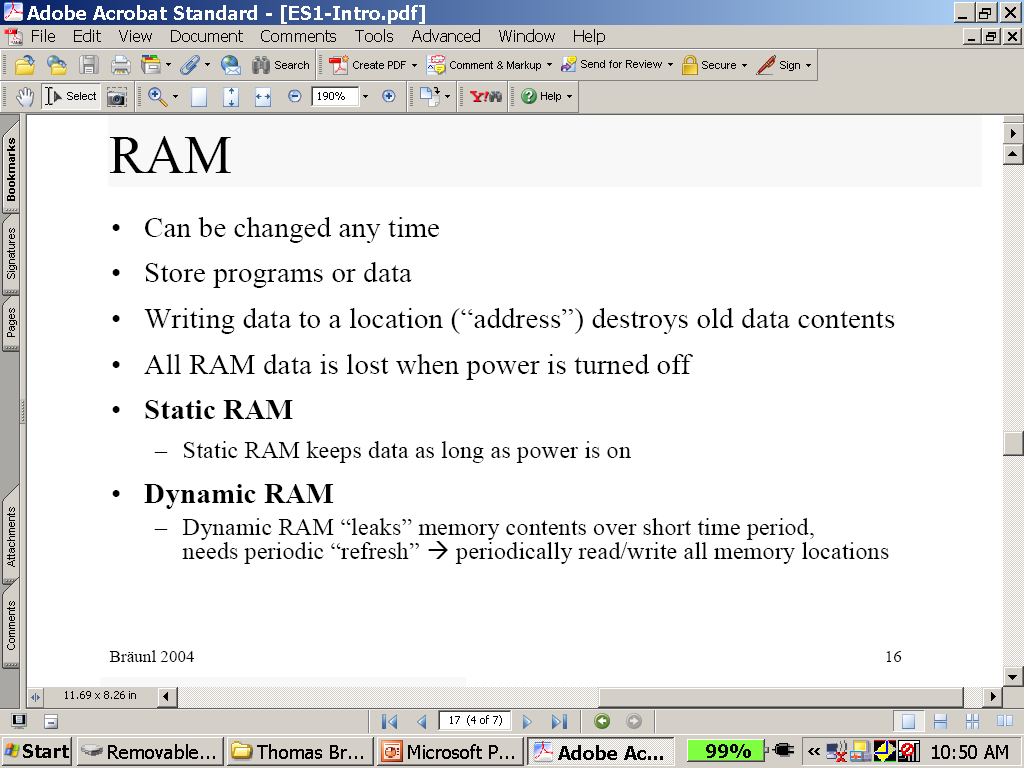 Adobe Acrobat Standard - [ES1-Intro.pdf]
File Edit View Document Comments Tools Advanced Window Help
Search Create PDF Comment & Markup Send for Review Secure Sign
Select 190% Y! Help
Bookmarks
Signatures
Pages
Attachments
Comments
RAM
• Can be changed any time
• Store programs or data
• Writing data to a location (“address”) destroys old data contents
• All RAM data is lost when power is turned off
• Static RAM
– Static RAM keeps data as long as power is on
• Dynamic RAM
– Dynamic RAM “leaks” memory contents over short time period,
needs periodic “refresh” → periodically read/write all memory locations
Bräunl 2004 16
11.69 x 8.26 in
17 (4 of 7)
Start Removable... Thomas Br... Microsoft P... Adobe Ac... 99% « 10:50 AM